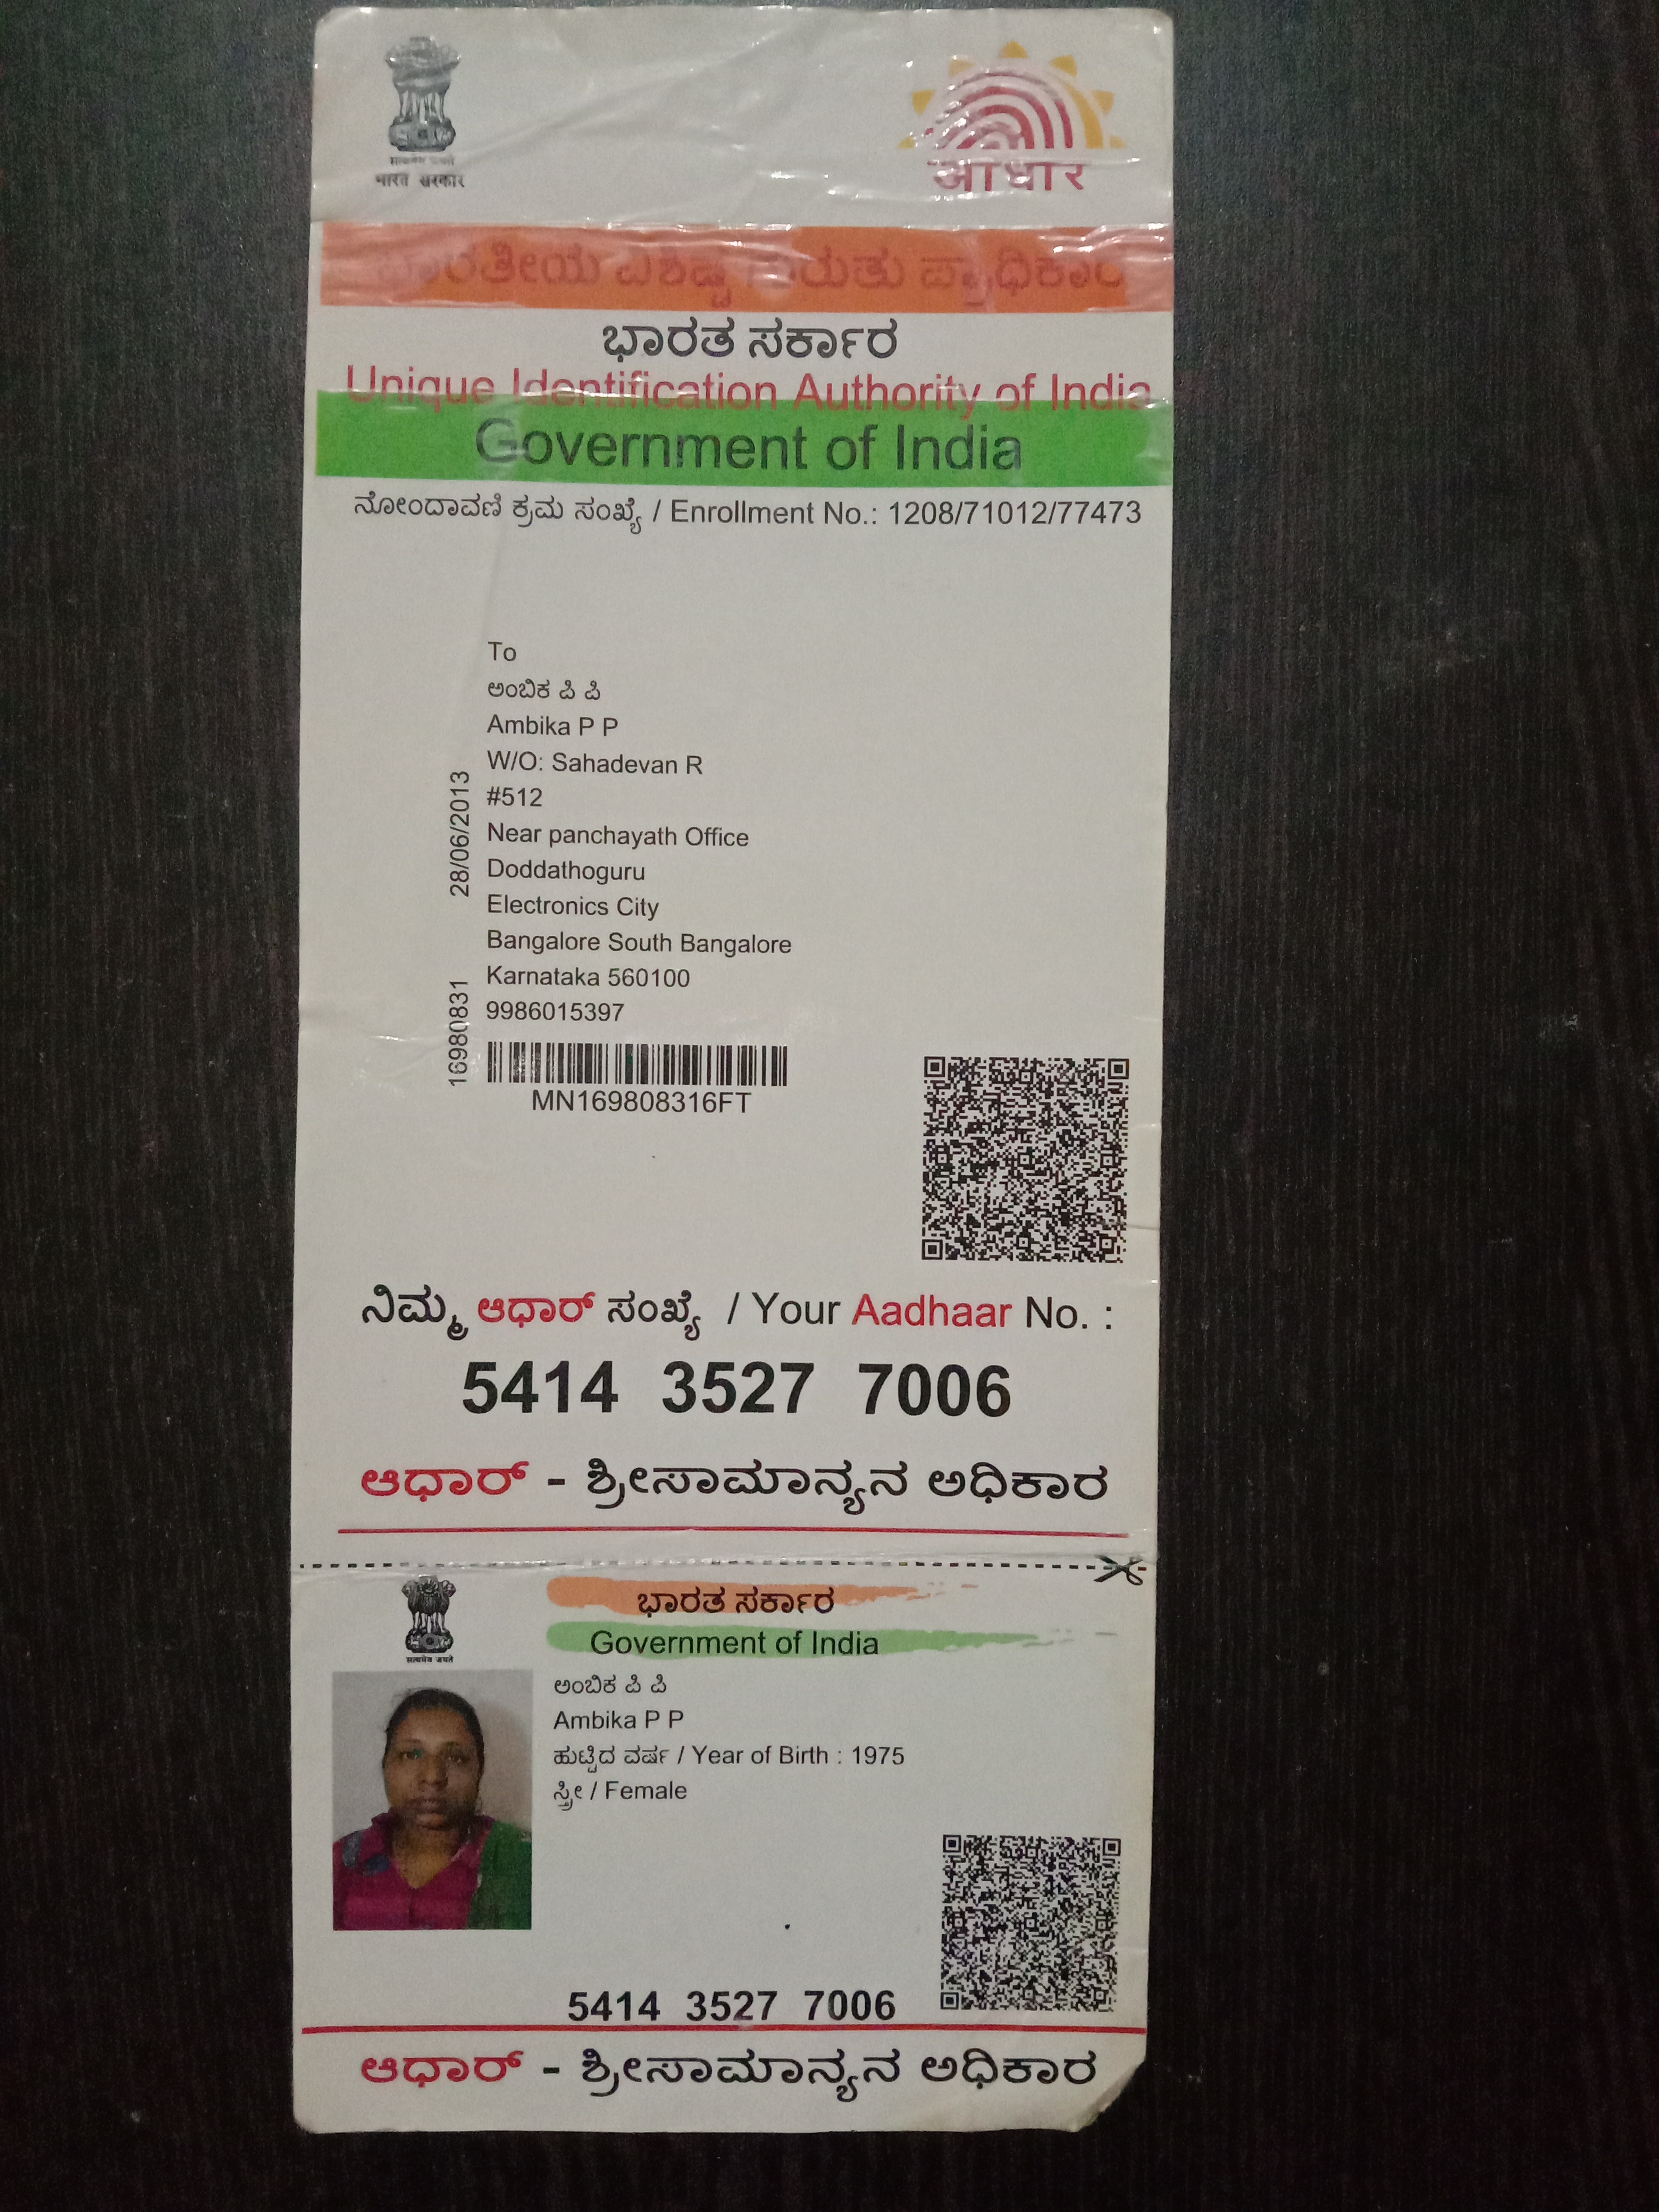 सत्यमेव जयते
भारत सरकार
आधार
ಭಾರತೀಯ ವಿಶಿಷ್ಟ ಗುರುತು ಪ್ರಾಧಿಕಾರ
ಭಾರತ ಸರ್ಕಾರ
Unique Identification Authority of India
Government of India
ನೋಂದಾವಣಿ ಕ್ರಮ ಸಂಖ್ಯೆ / Enrollment No.: 1208/71012/77473
To
ಅಂಬಿಕ ಪಿ ಪಿ
Ambika P P
W/O: Sahadevan R
#512
Near panchayath Office
Doddathoguru
Electronics City
Bangalore South Bangalore
Karnataka 560100
9986015397
28/06/2013
16980831
MN169808316FT
ನಿಮ್ಮ ಆಧಾರ್ ಸಂಖ್ಯೆ / Your Aadhaar No. :
5414 3527 7006
ಆಧಾರ್ - ಶ್ರೀಸಾಮಾನ್ಯನ ಅಧಿಕಾರ
सत्यमेव जयते
ಭಾರತ ಸರ್ಕಾರ
Government of India
ಅಂಬಿಕ ಪಿ ಪಿ
Ambika P P
ಹುಟ್ಟಿದ ವರ್ಷ / Year of Birth : 1975
ಸ್ತ್ರೀ / Female
5414 3527 7006
ಆಧಾರ್ - ಶ್ರೀಸಾಮಾನ್ಯನ ಅಧಿಕಾರ